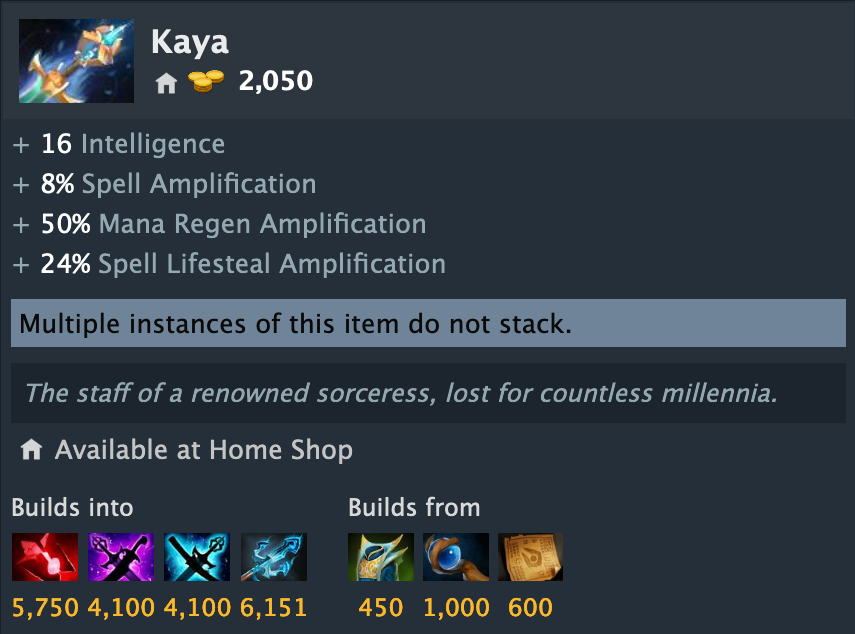 Kaya
2,050
+ 16 Intelligence
+ 8% Spell Amplification
+ 50% Mana Regen Amplification
+ 24% Spell Lifesteal Amplification
Multiple instances of this item do not stack.
The staff of a renowned sorceress, lost for countless millennia.
Available at Home Shop
Builds into
5,750 4,100 4,100 6,151
Builds from
450 1,000 600